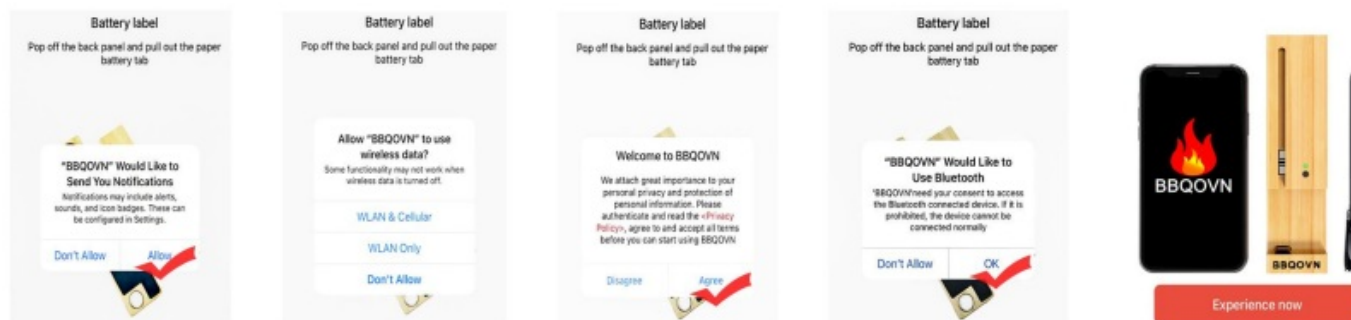 Battery label
Pop off the back panel and pull out the paper
battery tab
"BBQOVN" Would Like to
Send You Notifications
Notifications may include alerts,
sounds, and icon badges. These can
be configured in Settings.
Don't Allow
Allow
Battery label
Pop off the back panel and pull out the paper
battery tab
Allow "BBQOVN" to use
wireless data?
Some functionality may not work when
wireless data is turned off.
WLAN & Cellular
WLAN Only
Don't Allow
Battery label
Pop off the back panel and pull out the paper
battery tab
Welcome to BBQOVN
We attach great importance to your
personal privacy and protection of
personal information. Please
authenticate and read the <Privacy
Policy>, agree to and accept all terms
before you can start using BBQOVN
Disagree
Agree
Battery label
Pop off the back panel and pull out the paper
battery tab
"BBQOVN" Would Like to
Use Bluetooth
'BBQOVN'need your consent to access
the Bluetooth connected device. If it is
prohibited, the device cannot be
connected normally
Don't Allow
OK
BBQOVN
BBQOVN
Experience now